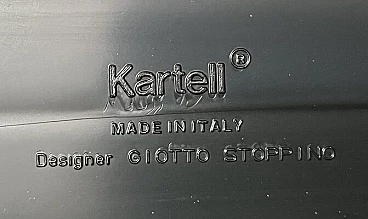 Kartell®
MADE IN ITALY
Designer GIOTTO STOPPINO